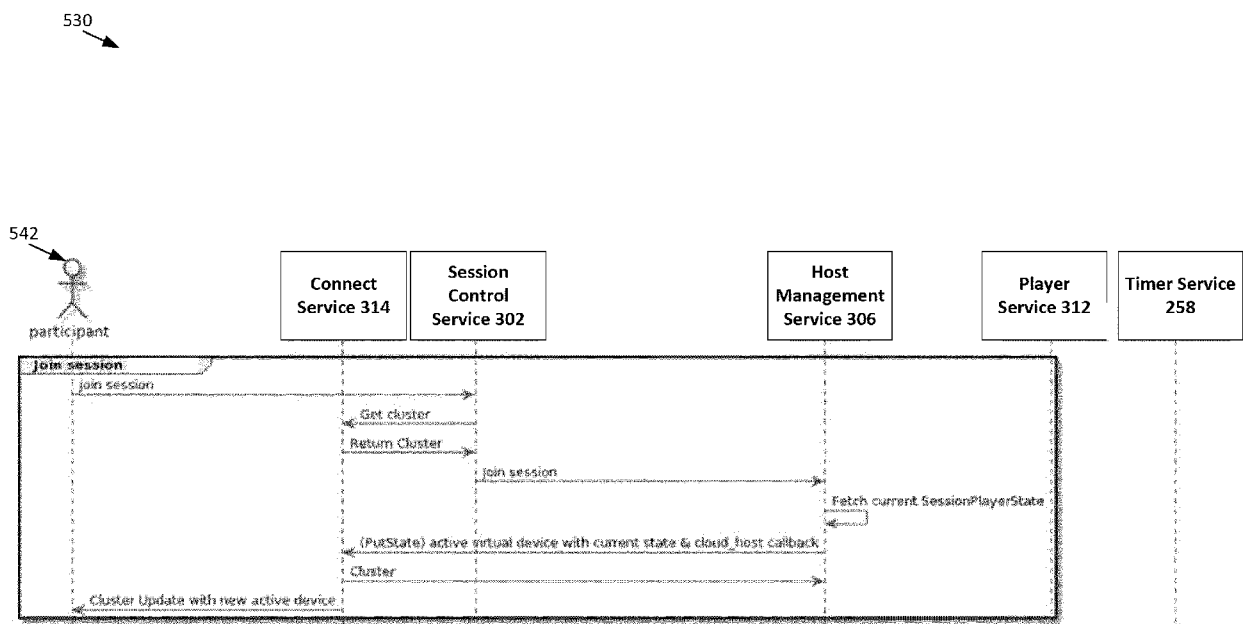 530
542
participant
Connect
Service 314
Session
Control
Service 302
Host
Management
Service 306
Player
Service 312
Timer Service
258
Join session
join session
Get cluster
Return Cluster
join session
Fetch current SessionPlayerState
(PutState) active virtual device with current state & cloud_host callback
Cluster
Cluster Update with new active device